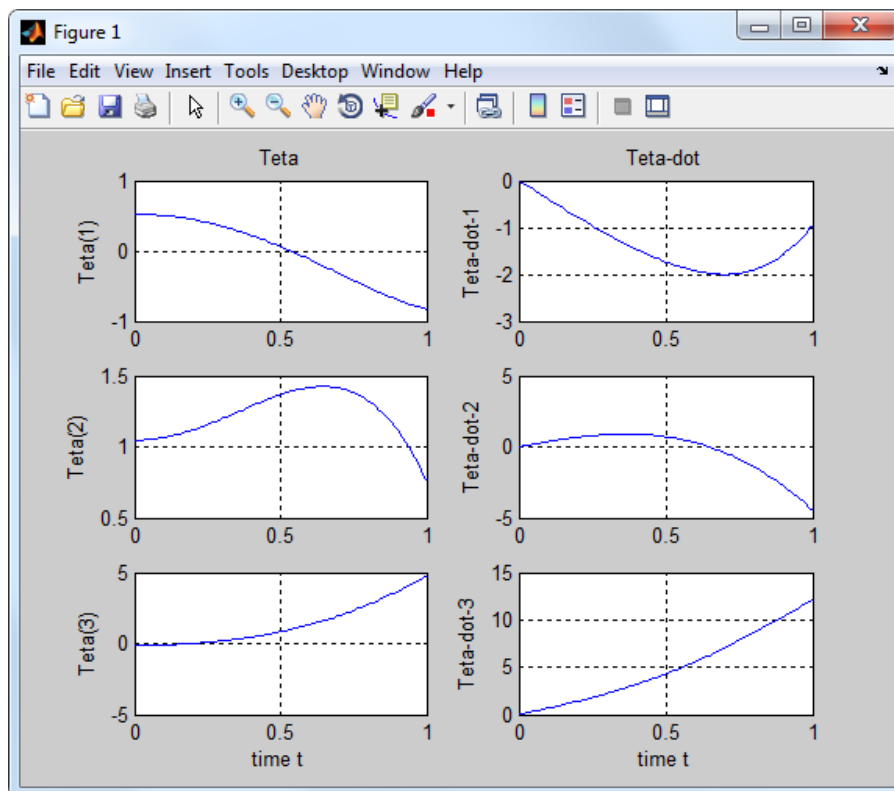 Figure 1
File Edit View Insert Tools Desktop Window Help
Teta
1
0
-1
0 0.5 1
Teta(1)
Teta-dot
0
-1
-2
-3
0 0.5 1
Teta-dot-1
1.5
1
0.5
0 0.5 1
Teta(2)
5
0
-5
0 0.5 1
Teta-dot-2
5
0
-5
0 0.5 1
Teta(3)
time t
15
10
5
0
0 0.5 1
Teta-dot-3
time t